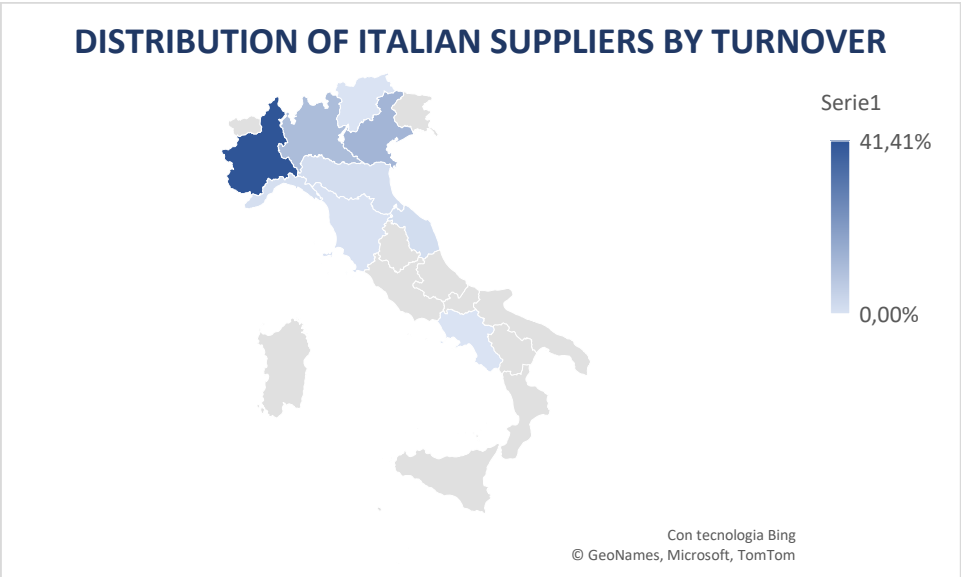 DISTRIBUTION OF ITALIAN SUPPLIERS BY TURNOVER
Serie1
41,41%
0,00%
Con tecnologia Bing
© GeoNames, Microsoft, TomTom